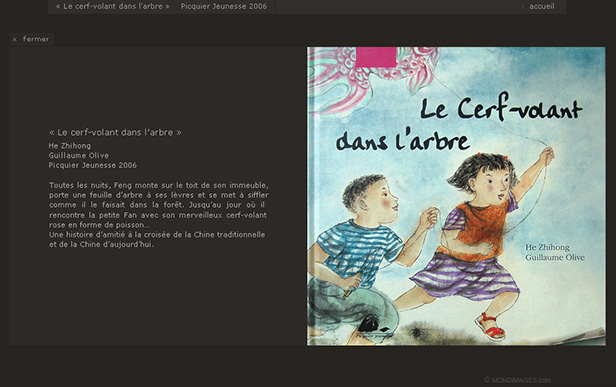 « Le cerf-volant dans l'arbre »    Picquier Jeunesse 2006    accueil
x fermer
« Le cerf-volant dans l'arbre »
He Zhihong
Guillaume Olive
Picquier Jeunesse 2006
Toutes les nuits, Feng monte sur le toit de son immeuble,
porte une feuille d'arbre à ses lèvres et se met à siffler
comme il le faisait dans la forêt. Jusqu'au jour où il
rencontre la petite Fan avec son merveilleux cerf-volant
rose en forme de poisson...
Une histoire d'amitié à la croisée de la Chine traditionnelle
et de la Chine d'aujourd'hui.
Le Cerf-volant
dans l'arbre
He Zhihong
Guillaume Olive
Picquier jeunesse
© MONDIMAGES.com